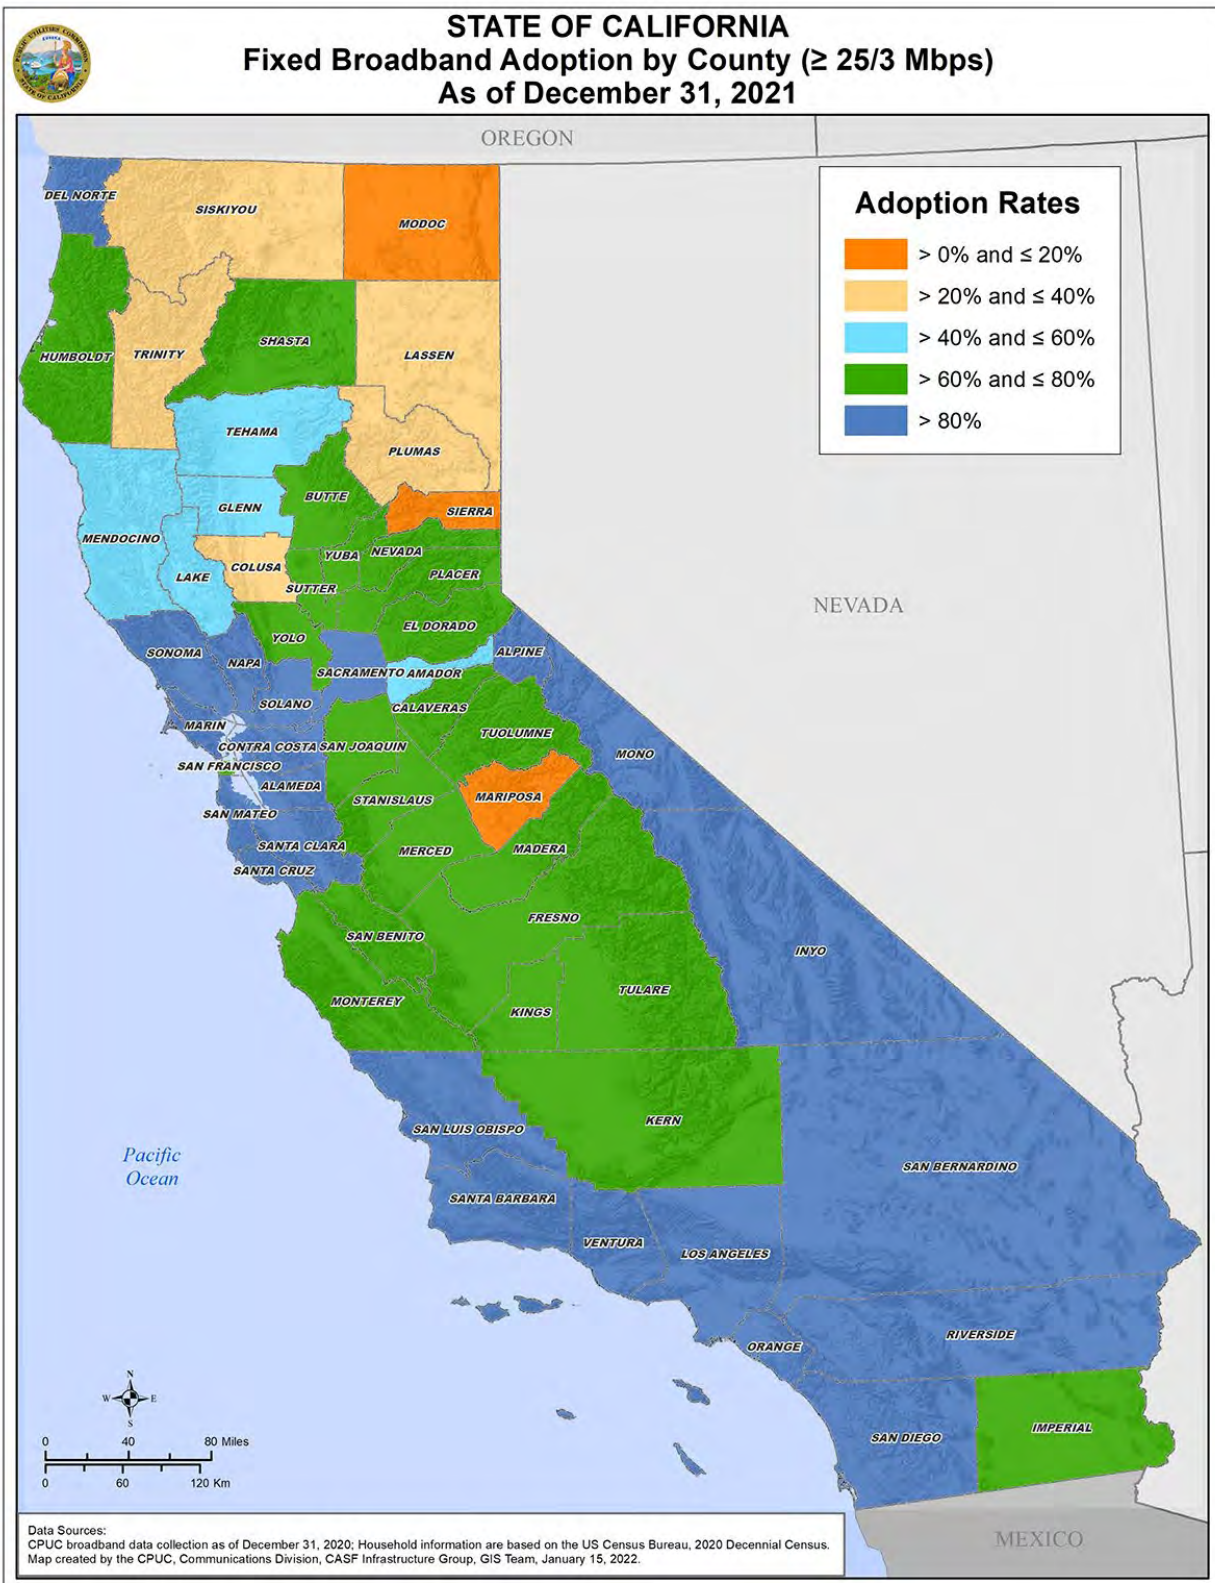 STATE OF CALIFORNIA
Fixed Broadband Adoption by County (≥ 25/3 Mbps)
As of December 31, 2021
OREGON
Adoption Rates
> 0% and ≤ 20%
> 20% and ≤ 40%
> 40% and ≤ 60%
> 60% and ≤ 80%
> 80%
DEL NORTE
SISKIYOU
MODOC
HUMBOLDT
TRINITY
SHASTA
LASSEN
TEHAMA
PLUMAS
GLENN
BUTTE
SIERRA
MENDOCINO
LAKE
COLUSA
YUBA
NEVADA
SUTTER
PLACER
NEVADA
YOLO
EL DORADO
SONOMA
NAPA
SACRAMENTO
AMADOR
ALPINE
SOLANO
CALAVERAS
MARIN
CONTRA COSTA
SAN JOAQUIN
TUOLUMNE
MONO
SAN FRANCISCO
ALAMEDA
STANISLAUS
MARIPOSA
SAN MATEO
SANTA CLARA
MERCED
MADERA
SANTA CRUZ
FRESNO
SAN BENITO
INYO
MONTEREY
KINGS
TULARE
SAN LUIS OBISPO
KERN
Pacific
Ocean
SAN BERNARDINO
SANTA BARBARA
VENTURA
LOS ANGELES
ORANGE
RIVERSIDE
SAN DIEGO
IMPERIAL
MEXICO
N
W E
S
0 40 80 Miles
0 60 120 Km
Data Sources:
CPUC broadband data collection as of December 31, 2020; Household information are based on the US Census Bureau, 2020 Decennial Census.
Map created by the CPUC, Communications Division, CASF Infrastructure Group, GIS Team, January 15, 2022.